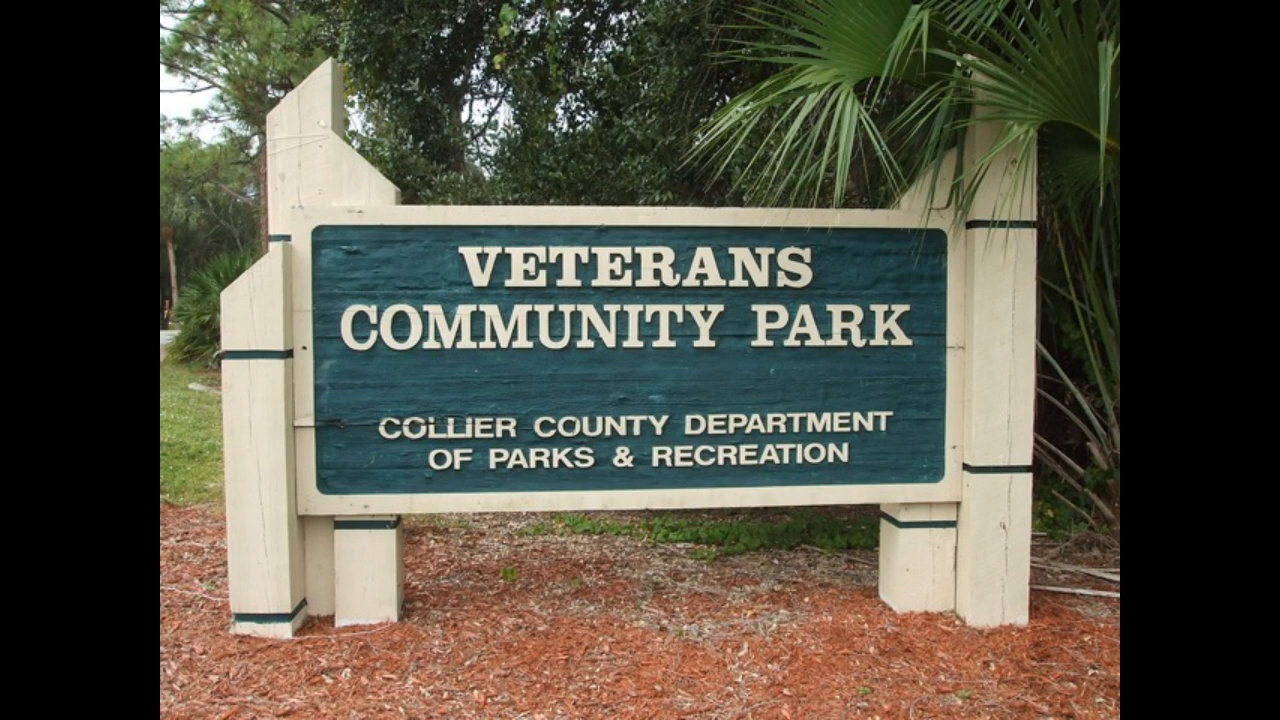 VETERANS
COMMUNITY PARK
COLLIER COUNTY DEPARTMENT
OF PARKS & RECREATION